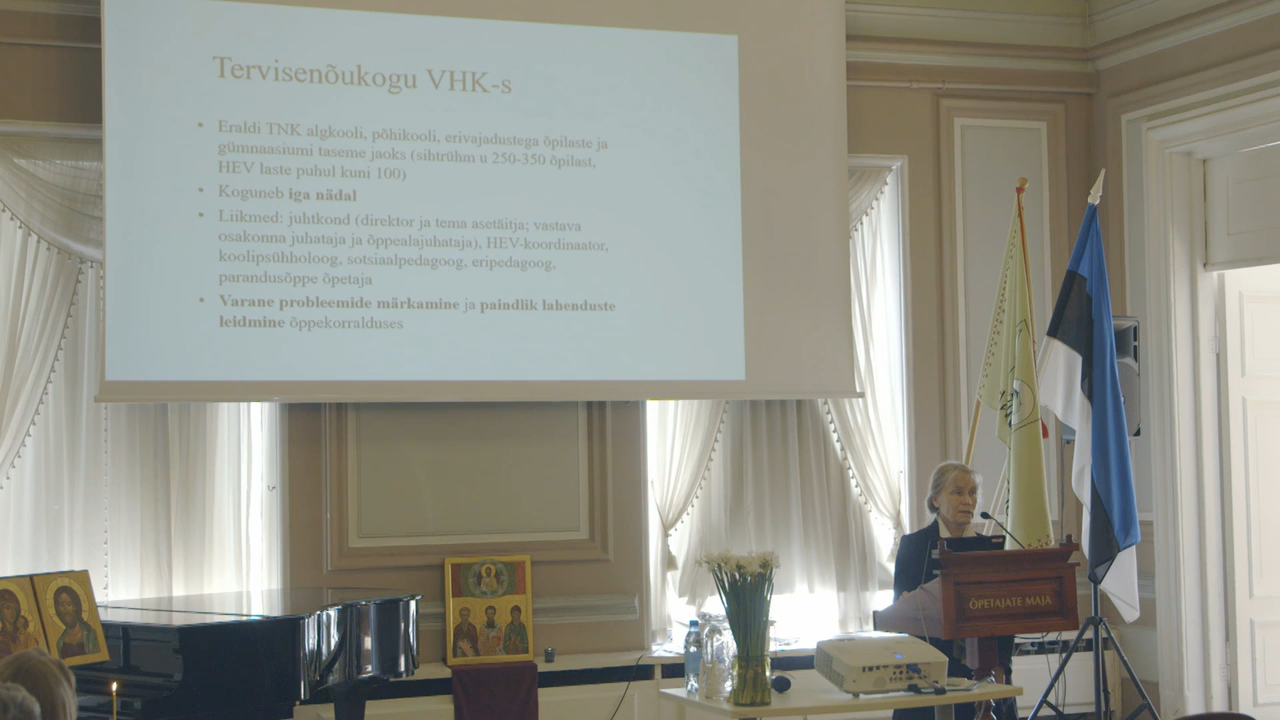 Tervisenõukogu VHK-s
• Eraldi TNK algkooli, põhikooli, erivajadustega õpilaste ja
gümnaasiumi taseme jaoks (sihtrühm u 250-350 õpilast,
HEV laste puhul kuni 100)
• Koguneb iga nädal
• Liikmed: juhtkond (direktor ja tema asetäitja; vastava
osakonna juhataja ja õppealajuhataja), HEV-koordinaator,
koolipsühholoog, sotsiaalpedagoog, eripedagoog,
parandusõppe õpetaja
• Varane probleemide märkamine ja paindlik lahenduste
leidmine õppekorralduses
ÕPETAJATE MAJA